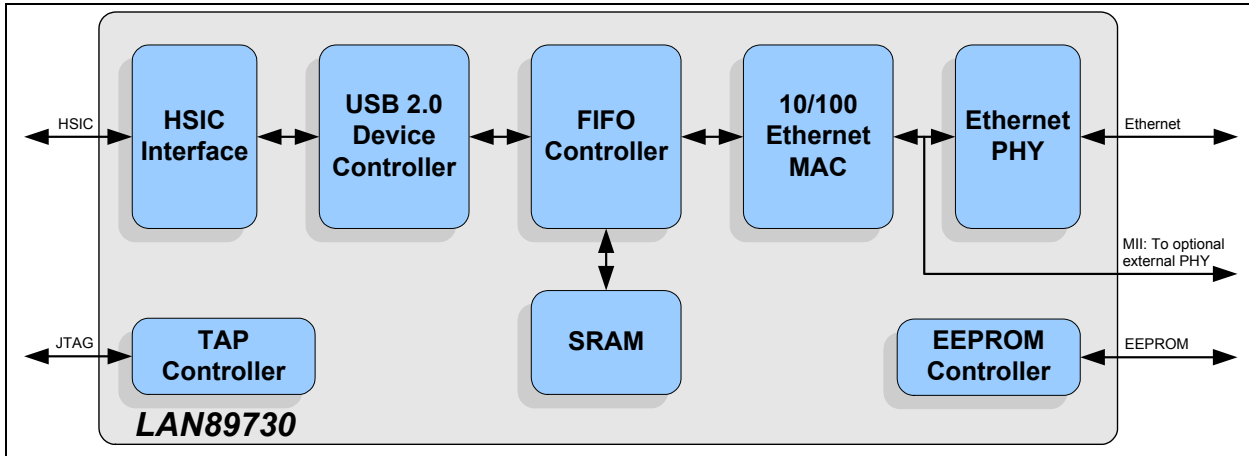 HSIC
HSIC
Interface
USB 2.0
Device
Controller
FIFO
Controller
10/100
Ethernet
MAC
Ethernet
PHY
Ethernet
MII: To optional
external PHY
SRAM
JTAG
TAP
Controller
EEPROM
Controller
EEPROM
LAN89730